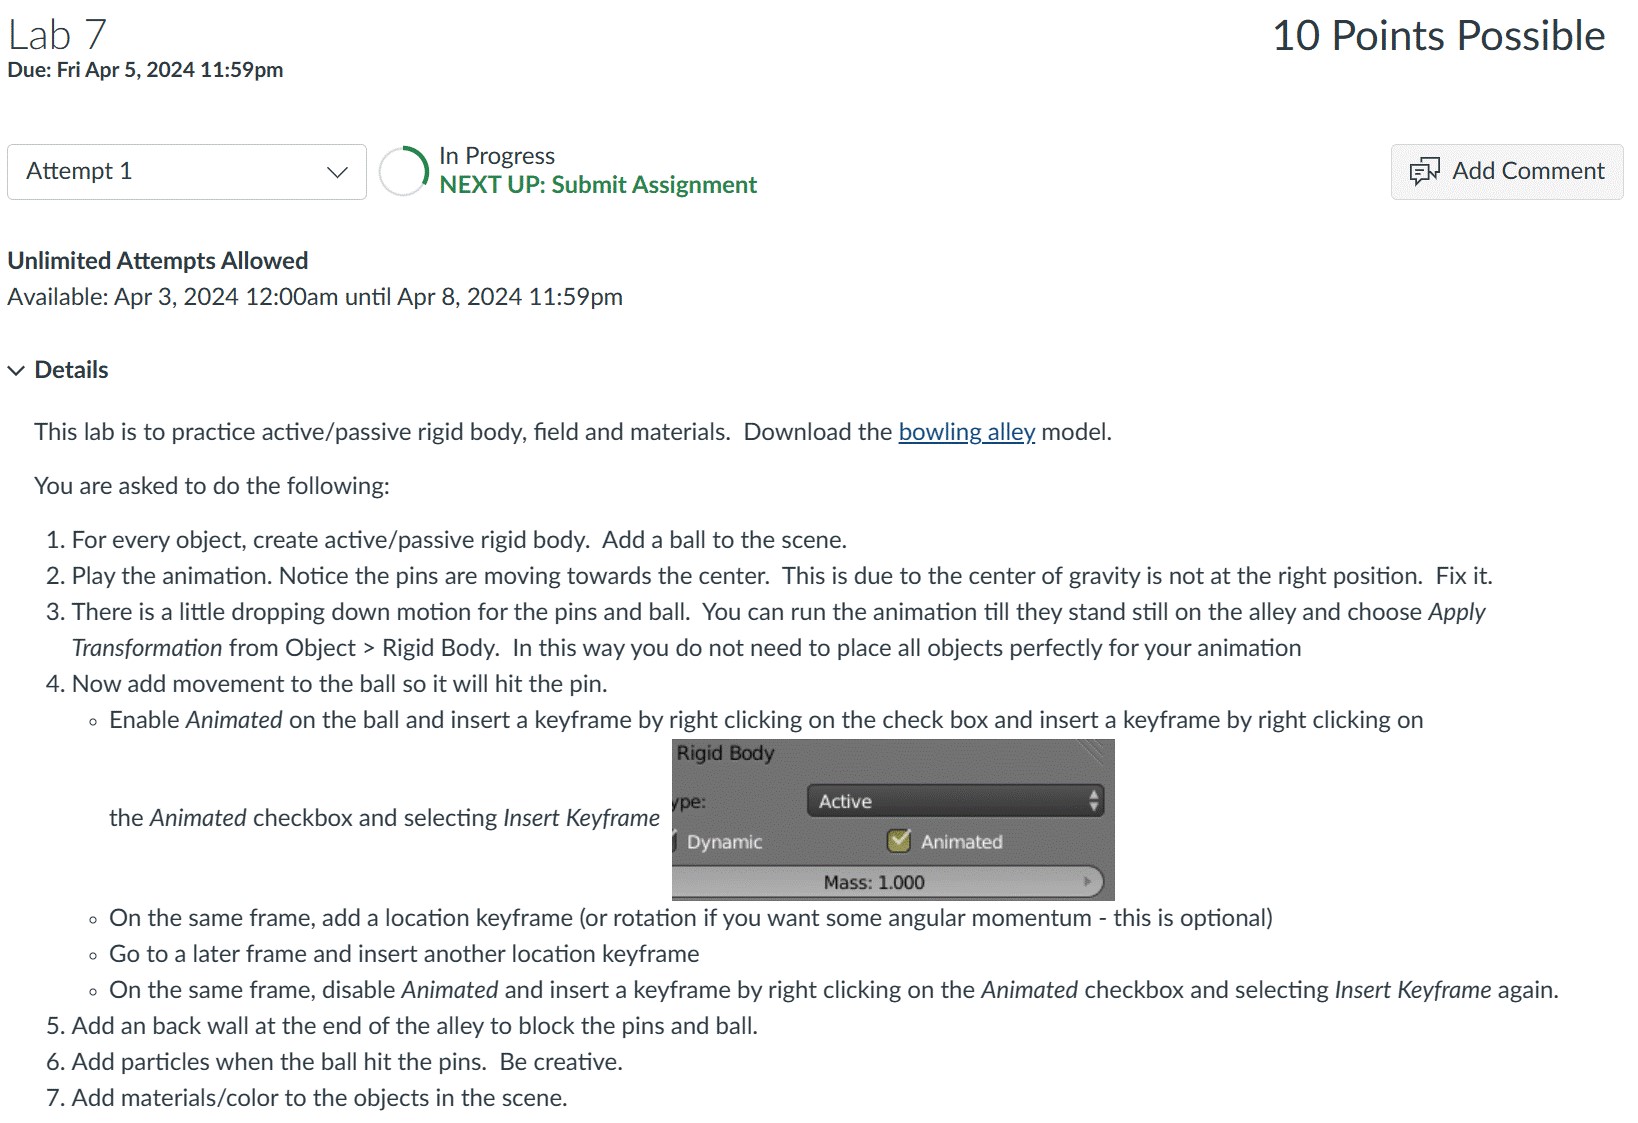 Lab 7
10 Points Possible
Due: Fri Apr 5, 2024 11:59pm
Attempt 1
In Progress
NEXT UP: Submit Assignment
Add Comment
Unlimited Attempts Allowed
Available: Apr 3, 2024 12:00am until Apr 8, 2024 11:59pm
Details
This lab is to practice active/passive rigid body, field and materials.  Download the bowling alley model.
You are asked to do the following:
1. For every object, create active/passive rigid body.  Add a ball to the scene.
2. Play the animation. Notice the pins are moving towards the center.  This is due to the center of gravity is not at the right position.  Fix it.
3. There is a little dropping down motion for the pins and ball.  You can run the animation till they stand still on the alley and choose Apply
Transformation from Object > Rigid Body.  In this way you do not need to place all objects perfectly for your animation
4. Now add movement to the ball so it will hit the pin.
◦ Enable Animated on the ball and insert a keyframe by right clicking on the check box and insert a keyframe by right clicking on
the Animated checkbox and selecting Insert Keyframe
Rigid Body
ype:
Active
Dynamic
Animated
Mass: 1.000
◦ On the same frame, add a location keyframe (or rotation if you want some angular momentum - this is optional)
◦ Go to a later frame and insert another location keyframe
◦ On the same frame, disable Animated and insert a keyframe by right clicking on the Animated checkbox and selecting Insert Keyframe again.
5. Add an back wall at the end of the alley to block the pins and ball.
6. Add particles when the ball hit the pins.  Be creative.
7. Add materials/color to the objects in the scene.